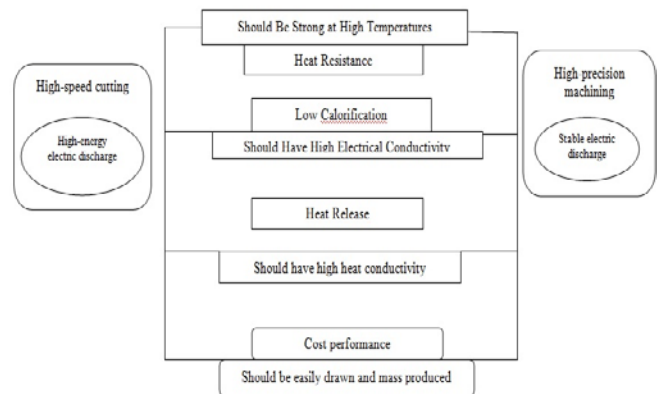 Should Be Strong at High Temperatures
Heat Resistance
High-speed cutting
High-energy
electric discharge
Low Calorification
Should Have High Electrical Conductivity
Heat Release
Should have high heat conductivity
Cost performance
Should be easily drawn and mass produced
High precision
machining
Stable electric
discharge